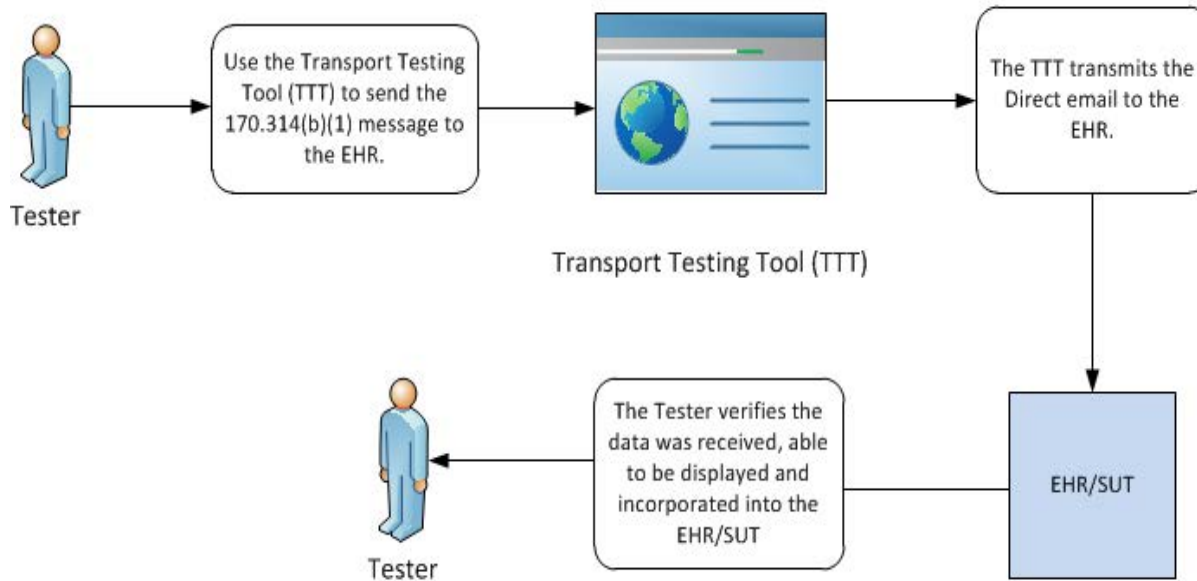 Use the Transport Testing
Tool (TTT) to send the
170.314(b)(1) message to
the EHR.
The TTT transmits the
Direct email to the
EHR.
Tester
Transport Testing Tool (TTT)
The Tester verifies the
data was received, able
to be displayed and
incorporated into the
EHR/SUT
EHR/SUT
Tester